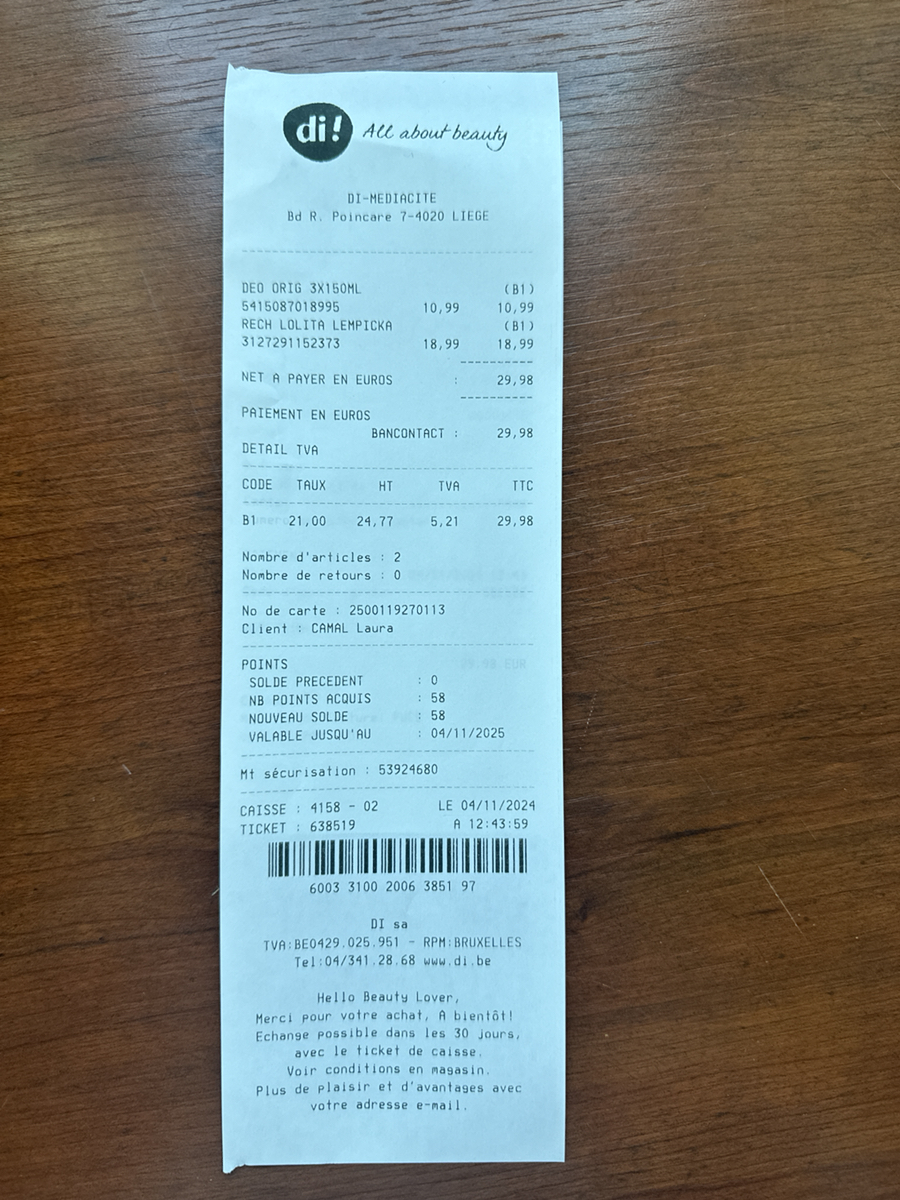 di! All about beauty
DI-MEDIACITE
Bd R. Poincare 7-4020 LIEGE
DEO ORIG 3X150ML (B1)
5415087018995 10,99 10,99
RECH LOLITA LEMPICKA (B1)
3127291152373 18,99 18,99
NET A PAYER EN EUROS : 29,98
PAIEMENT EN EUROS
BANCONTACT : 29,98
DETAIL TVA
CODE TAUX HT TVA TTC
B1 21,00 24,77 5,21 29,98
Nombre d'articles : 2
Nombre de retours : 0
No de carte : 2500119270113
Client : CAMAL Laura
POINTS
SOLDE PRECEDENT : 0
NB POINTS ACQUIS : 58
NOUVEAU SOLDE : 58
VALABLE JUSQU'AU : 04/11/2025
Mt sécurisation : 53924680
CAISSE : 4158 - 02 LE 04/11/2024
TICKET : 638519 A 12:43:59
6003 3100 2006 3851 97
DI sa
TVA:BE0429.025.951 - RPM:BRUXELLES
Tel:04/341.28.68 www.di.be
Hello Beauty Lover,
Merci pour votre achat, A bientôt!
Echange possible dans les 30 jours,
avec le ticket de caisse.
Voir conditions en magasin.
Plus de plaisir et d'avantages avec
votre adresse e-mail.